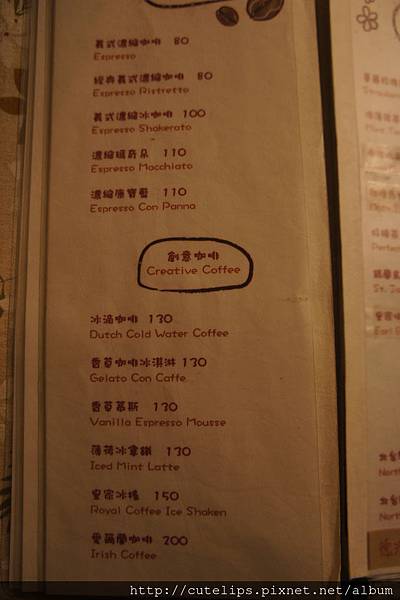 義式濃縮咖啡 80
Espresso
經典義式濃縮咖啡 80
Espresso Ristretto
義式濃縮冰咖啡 100
Espresso Shakerato
濃縮瑪奇朵 110
Espresso Macchiato
濃縮康寶藍 110
Espresso Con Panna
創意咖啡
Creative Coffee
冰滴咖啡 130
Dutch Cold Water Coffee
香草咖啡冰淇淋 130
Gelato Con Caffe
香草慕斯 130
Vanilla Espresso Mousse
薄荷冰拿鐵 130
Iced Mint Latte
皇家冰搖 150
Royal Coffee Ice Shaken
愛爾蘭咖啡 200
Irish Coffee
http://cutelips.pixnet.net/album